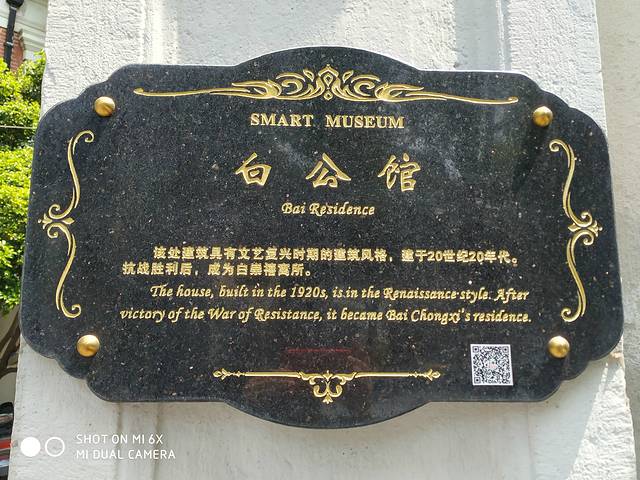 SMART MUSEUM
白公馆
Bai Residence
该处建筑具有文艺复兴时期的建筑风格，建于20世纪20年代。
抗战胜利后，成为白崇禧寓所。
The house, built in the 1920s, is in the Renaissance style. After
victory of the War of Resistance, it became Bai Chongxi's residence.
SHOT ON MI 6X
MI DUAL CAMERA